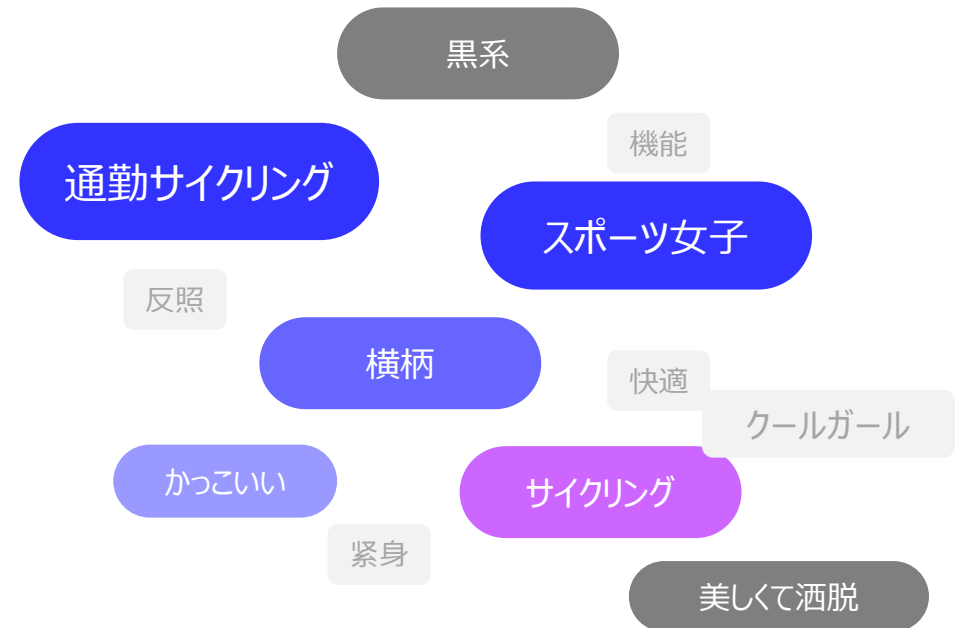 黒系
機能
通勤サイクリング
スポーツ女子
反照
横柄
快適
クールガール
かっこいい
サイクリング
紧身
美しくて洒脱